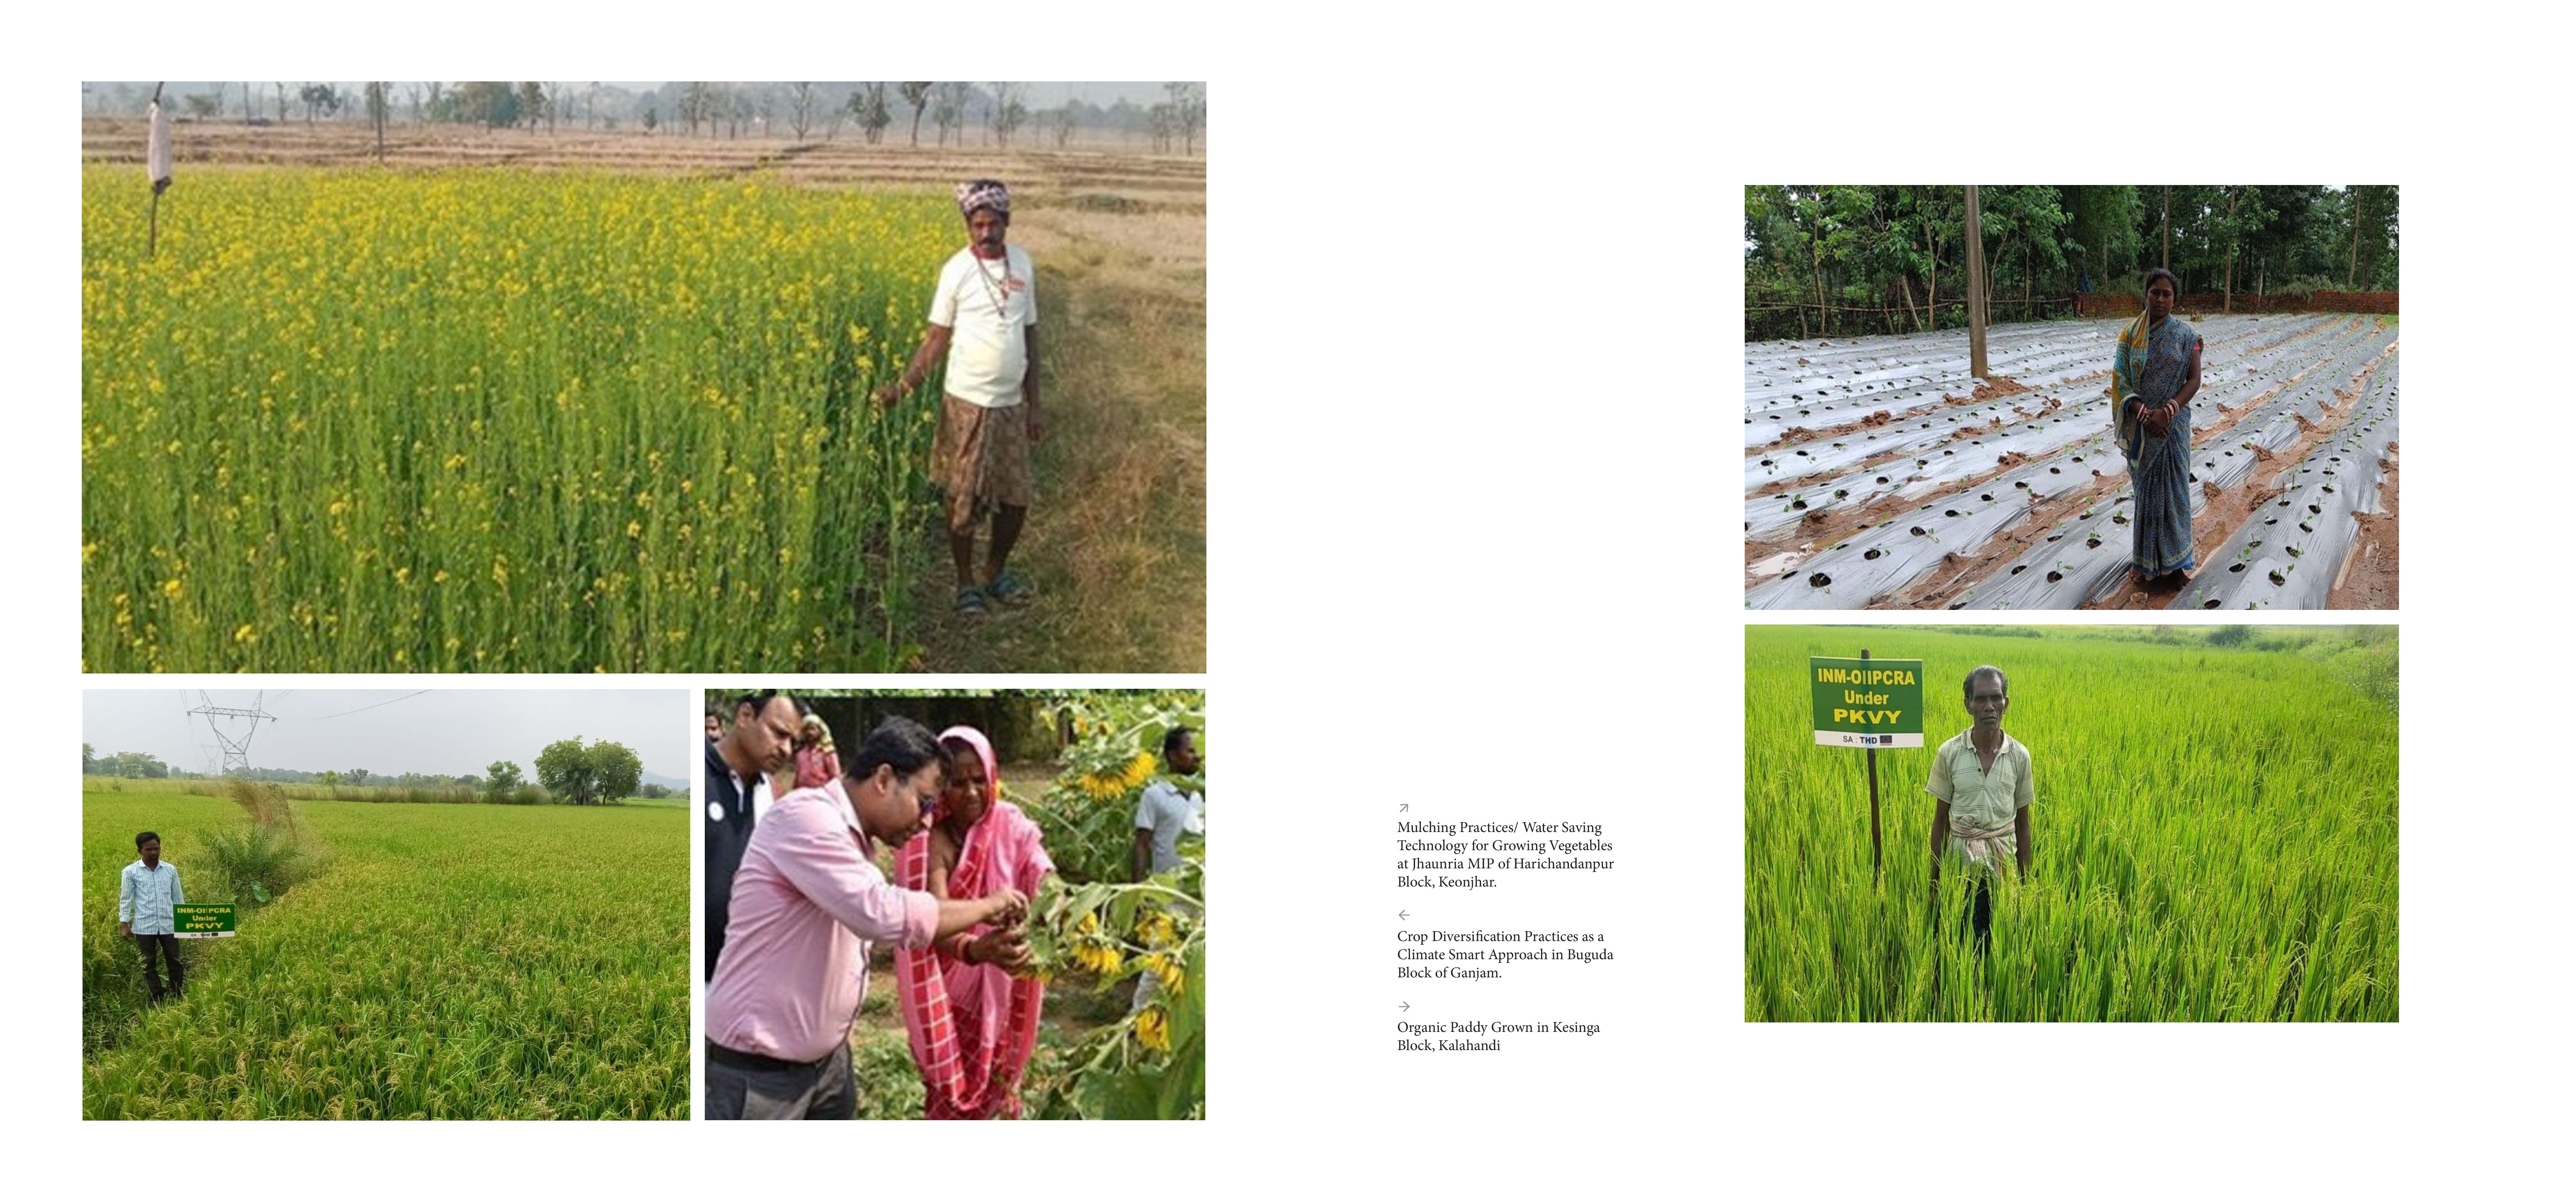 INM-OIIPCRA
Under
PKVY
↗
Mulching Practices/ Water Saving
Technology for Growing Vegetables
at Jhaunria MIP of Harichandanpur
Block, Keonjhar.
←
Crop Diversification Practices as a
Climate Smart Approach in Buguda
Block of Ganjam.
→
Organic Paddy Grown in Kesinga
Block, Kalahandi
INM-OIIPCRA
Under
PKVY
SA : THD